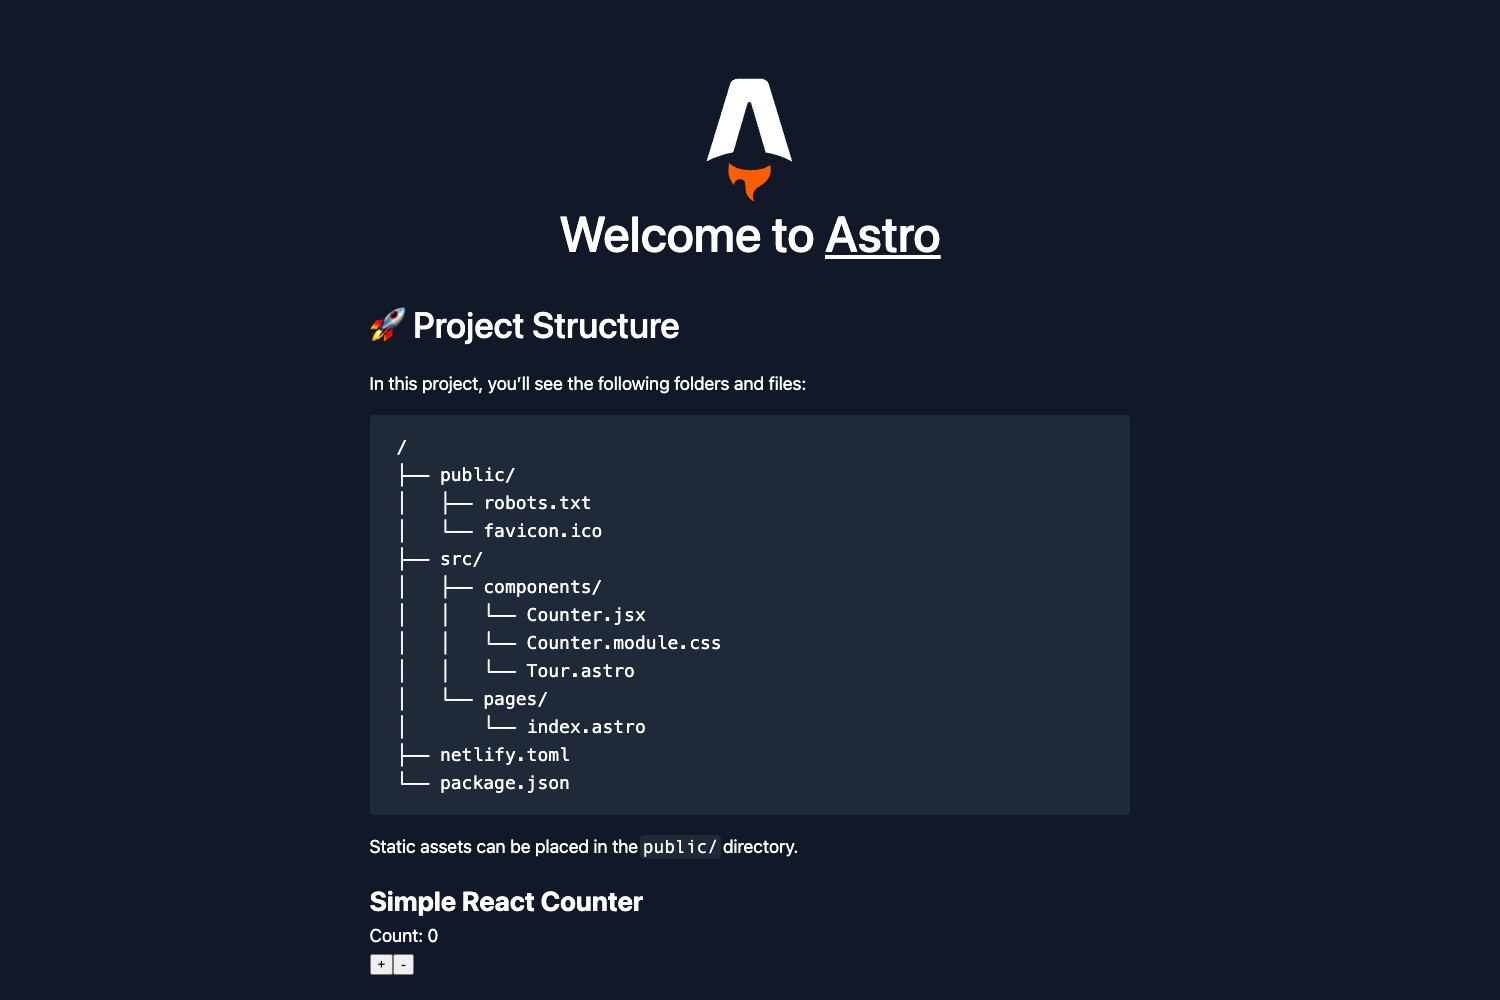 Welcome to Astro
🚀 Project Structure
In this project, you’ll see the following folders and files:
/
├── public/
│   ├── robots.txt
│   └── favicon.ico
├── src/
│   ├── components/
│   │   └── Counter.jsx
│   │   └── Counter.module.css
│   │   └── Tour.astro
│   └── pages/
│       └── index.astro
├── netlify.toml
└── package.json
Static assets can be placed in the public/ directory.
Simple React Counter
Count: 0
+ -